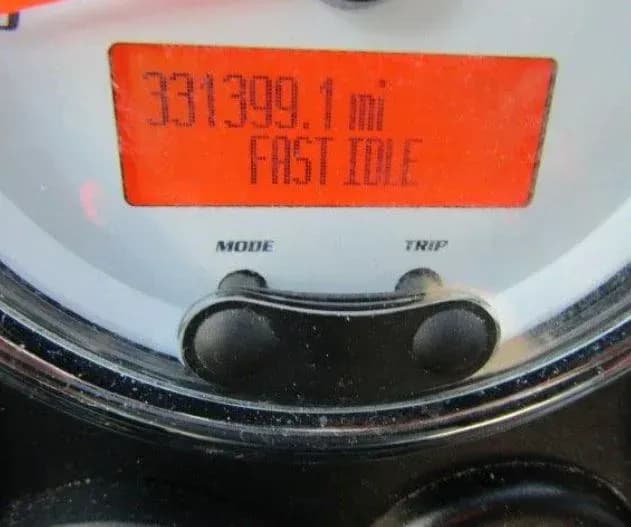 331399.1 mi
FAST IDLE
MODE TRIP